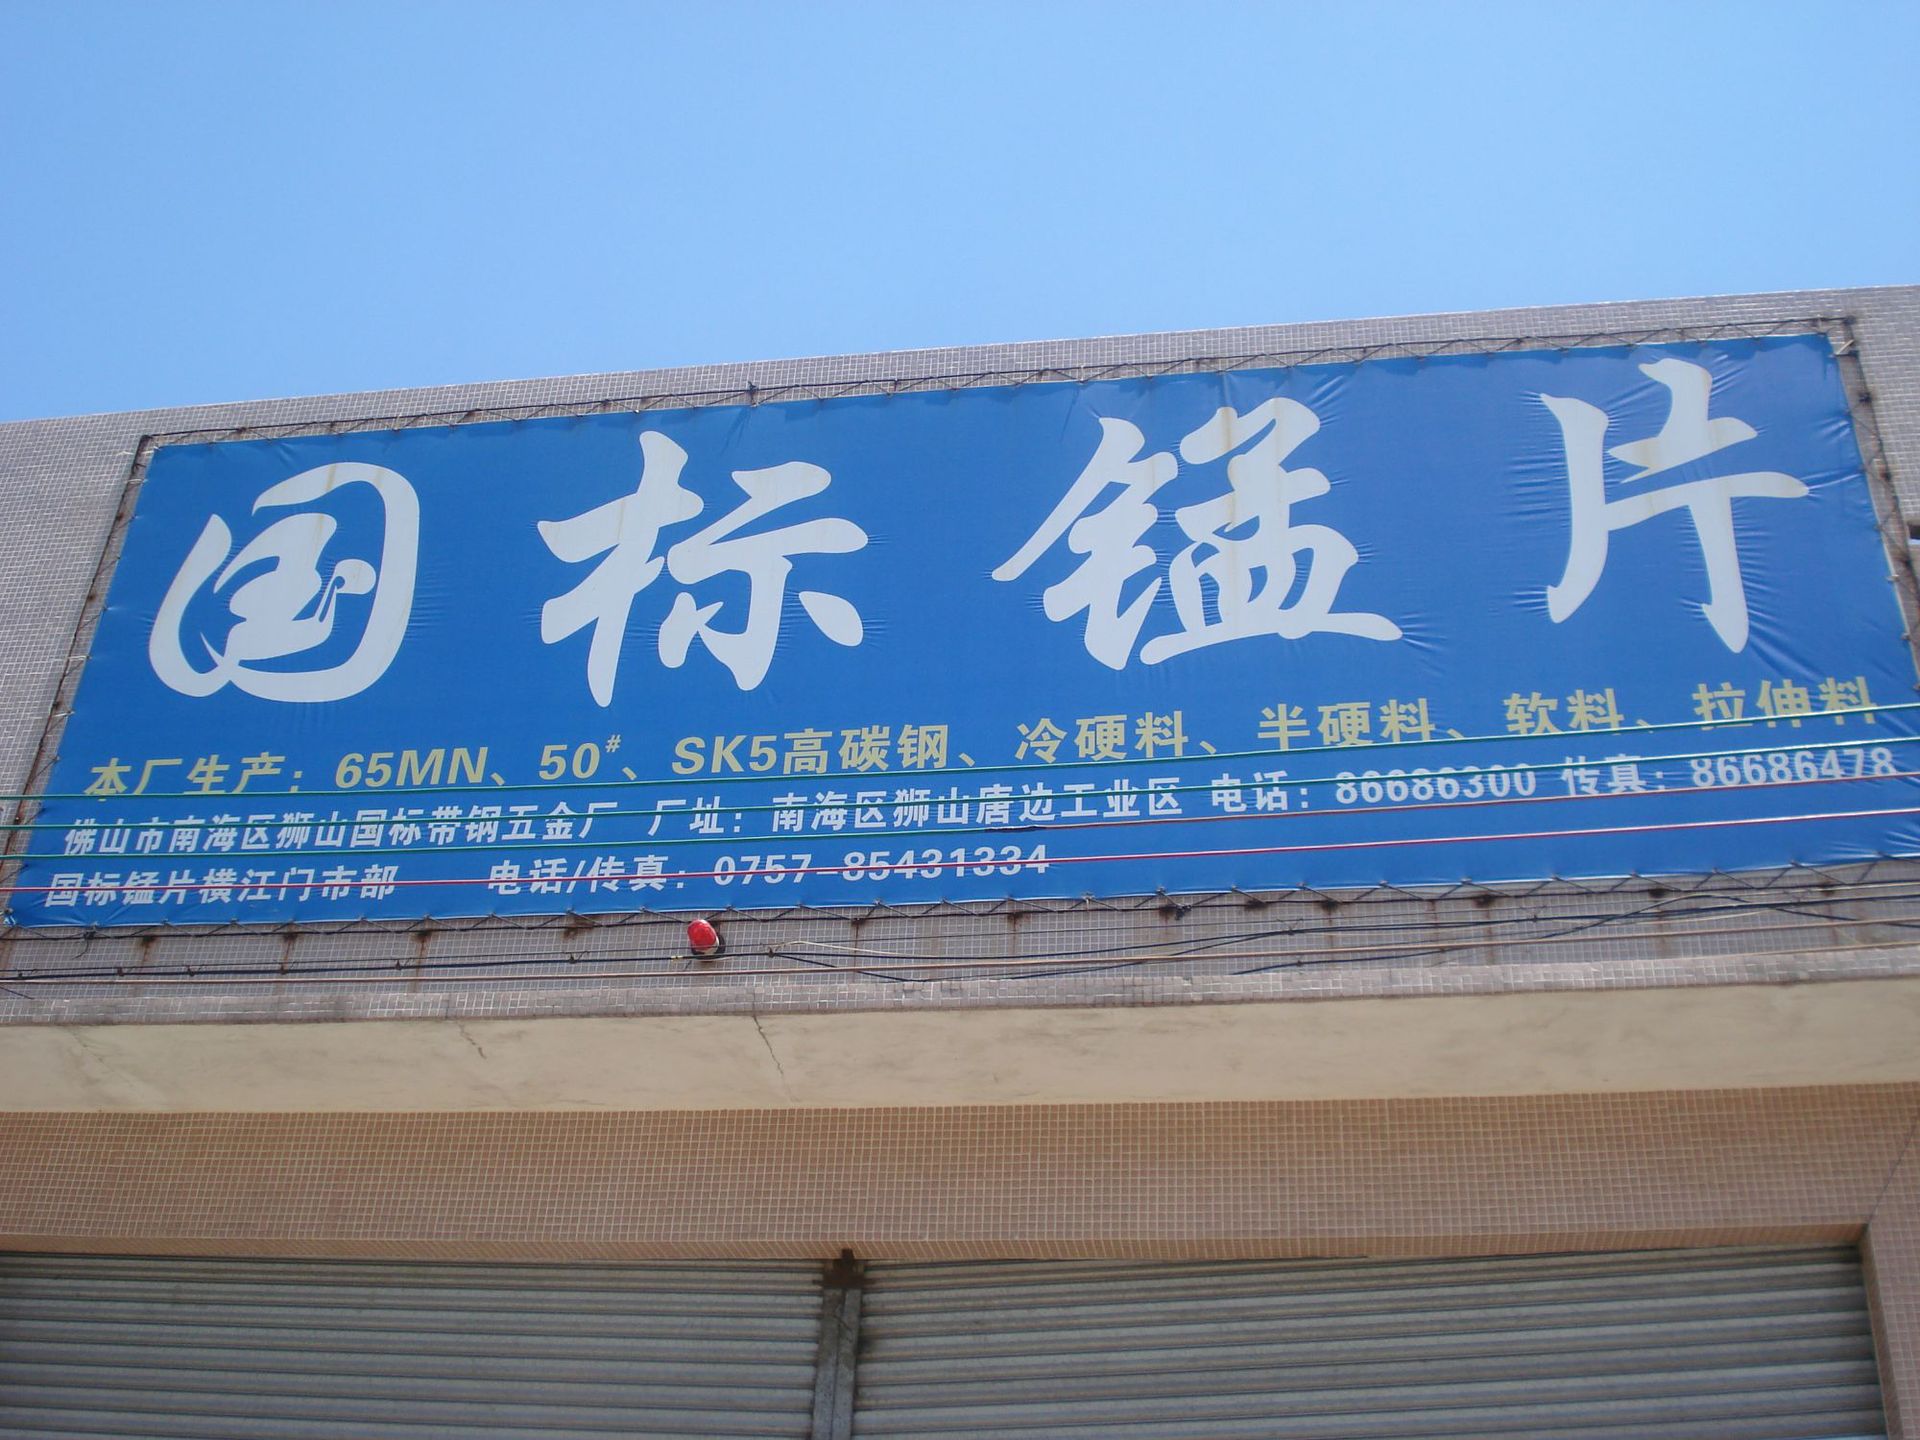 国标锰片
本厂生产：65MN、50#、SK5高碳钢、冷硬料、半硬料、软料、拉伸料
佛山市南海区狮山国标带钢五金厂 厂址：南海区狮山唐边工业区 电话：86686300 传真：86686478
国标锰片横江门市部 电话/传真：0757-85431334